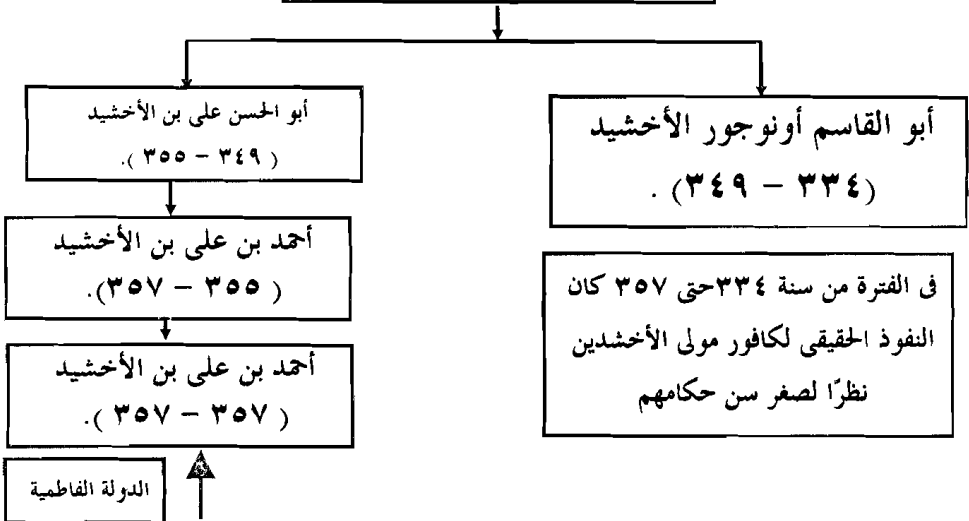 أبو القاسم أونوجور الأخشيد
(٣٣٤ – ٣٤٩) .
فى الفترة من سنة ٣٣٤حتى ٣٥٧ كان
النفوذ الحقيقى لكافور مولى الأخشدين
نظرًا لصغر سن حكامهم
أبو الحسن على بن الأخشيد
( ٣٤٩ – ٣٥٥ ).
أحمد بن على بن الأخشيد
( ٣٥٥ – ٣٥٧).
أحمد بن على بن الأخشيد
( ٣٥٧ – ٣٥٧ ).
الدولة الفاطمية